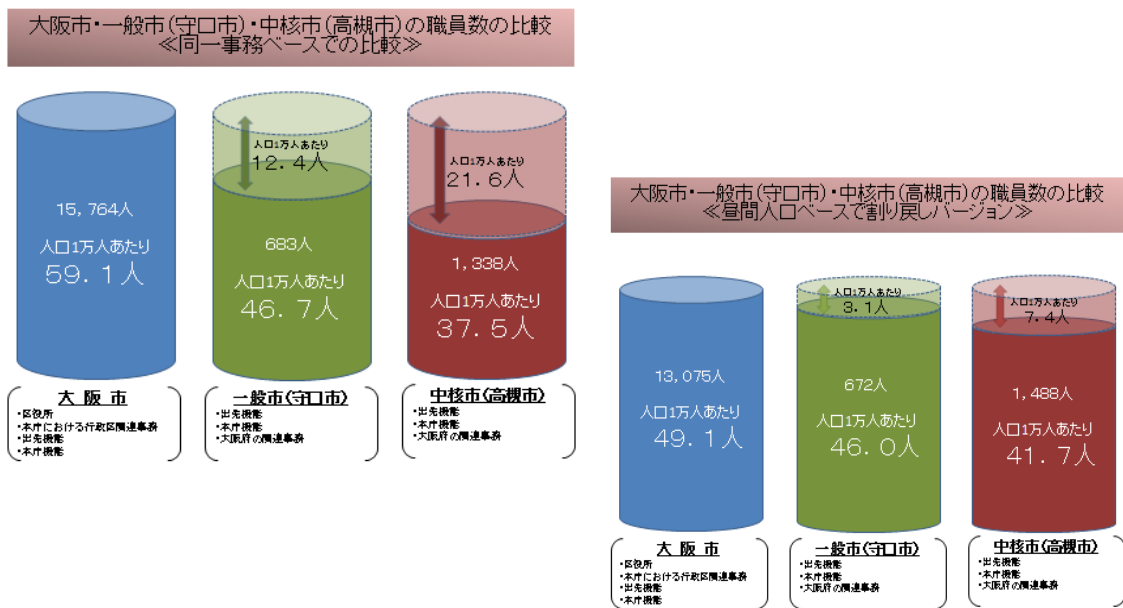 大阪市・一般市(守口市)・中核市(高槻市)の職員数の比較
≪同一事務ベースでの比較≫
15,764人
人口1万人あたり
59.1人
人口1万人あたり
12.4人
683人
人口1万人あたり
46.7人
人口1万人あたり
21.6人
1,338人
人口1万人あたり
37.5人
大 阪 市
・区役所
・本庁における行政区関連事務
・出先機能
・本庁機能
一般市(守口市)
・出先機能
・本庁機能
・大阪府の関連事務
中核市(高槻市)
・出先機能
・本庁機能
・大阪府の関連事務
大阪市・一般市(守口市)・中核市(高槻市)の職員数の比較
≪昼間人口ベースで割り戻しバージョン≫
13,075人
人口1万人あたり
49.1人
人口1万人あたり
3.1人
672人
人口1万人あたり
46.0人
人口1万人あたり
7.4人
1,488人
人口1万人あたり
41.7人
大 阪 市
・区役所
・本庁における行政区関連事務
・出先機能
・本庁機能
一般市(守口市)
・出先機能
・本庁機能
・大阪府の関連事務
中核市(高槻市)
・出先機能
・本庁機能
・大阪府の関連事務